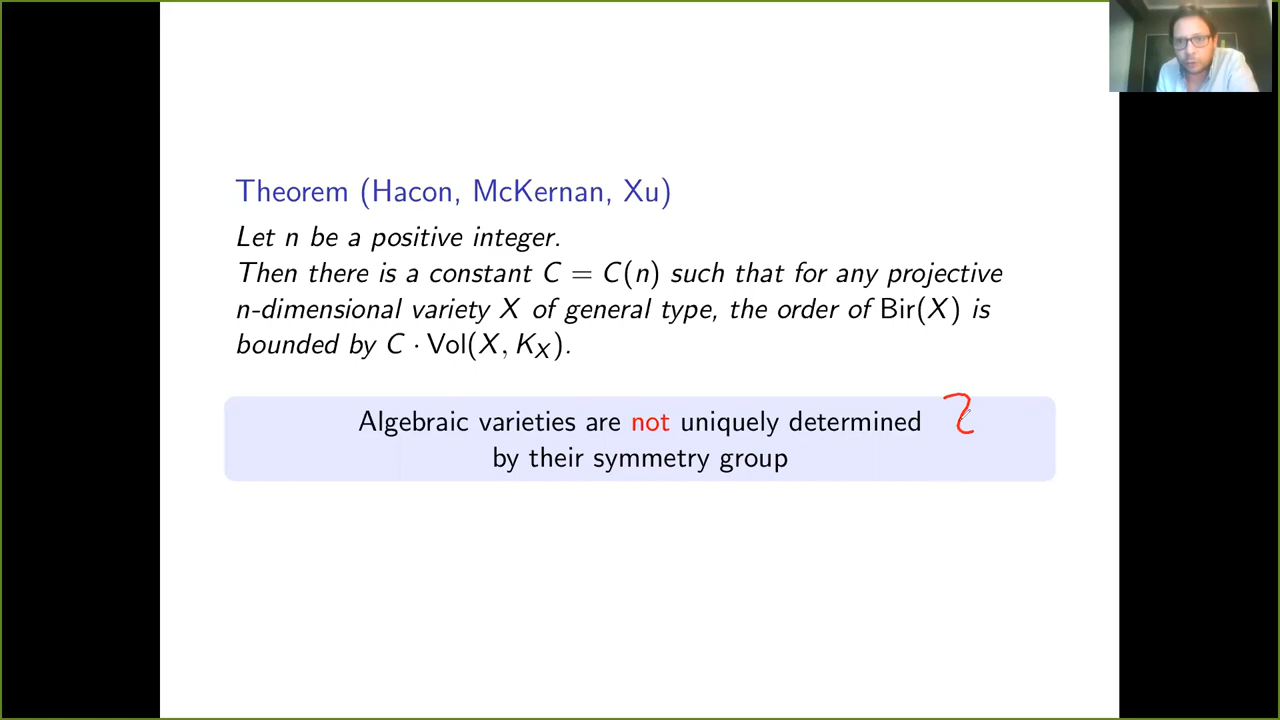 Theorem (Hacon, McKernan, Xu)
Let n be a positive integer.
Then there is a constant C = C(n) such that for any projective
n-dimensional variety X of general type, the order of Bir(X) is
bounded by C · Vol(X, K_X).
Algebraic varieties are not uniquely determined
by their symmetry group